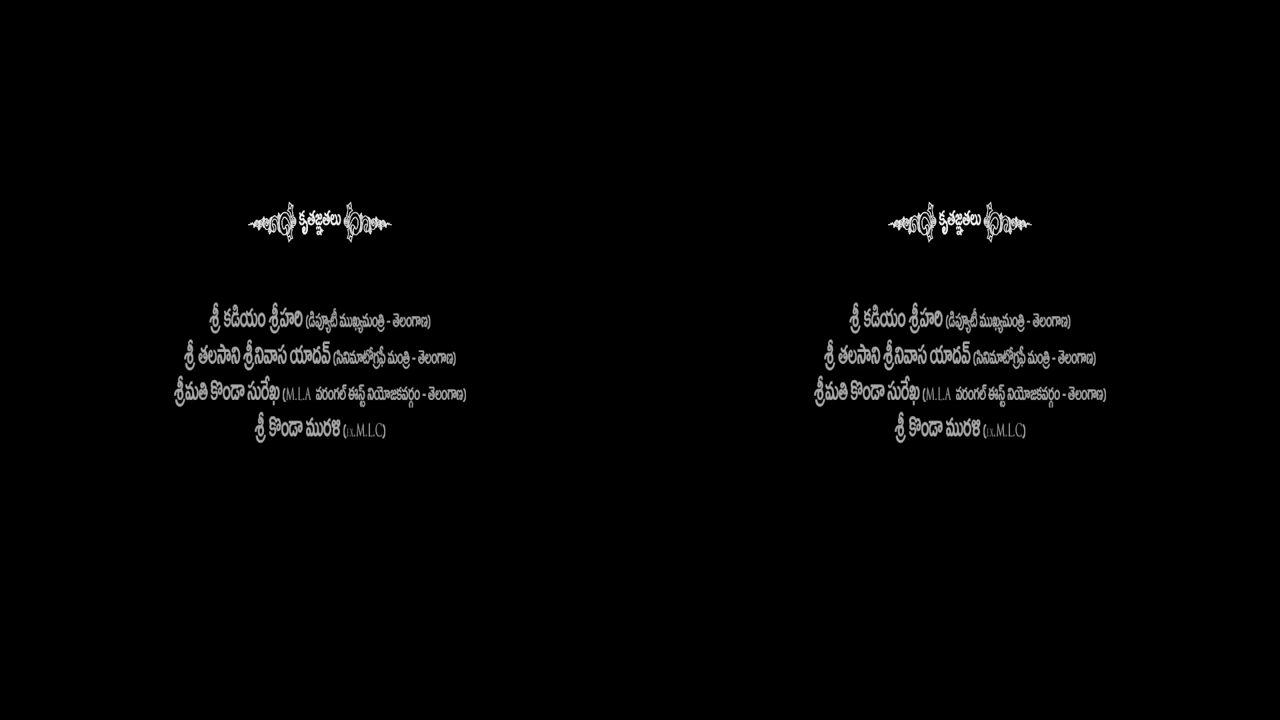 కృతజ్ఞతలు
శ్రీ కడియం శ్రీహరి (డిప్యూటీ ముఖ్యమంత్రి - తెలంగాణ)
శ్రీ తలసాని శ్రీనివాస యాదవ్ (సినిమాటోగ్రఫీ మంత్రి - తెలంగాణ)
శ్రీమతి కొండా సురేఖ (M.L.A వరంగల్ ఈస్ట్ నియోజకవర్గం - తెలంగాణ)
శ్రీ కొండా మురళి (EX.M.L.C)
కృతజ్ఞతలు
శ్రీ కడియం శ్రీహరి (డిప్యూటీ ముఖ్యమంత్రి - తెలంగాణ)
శ్రీ తలసాని శ్రీనివాస యాదవ్ (సినిమాటోగ్రఫీ మంత్రి - తెలంగాణ)
శ్రీమతి కొండా సురేఖ (M.L.A వరంగల్ ఈస్ట్ నియోజకవర్గం - తెలంగాణ)
శ్రీ కొండా మురళి (EX.M.L.C)